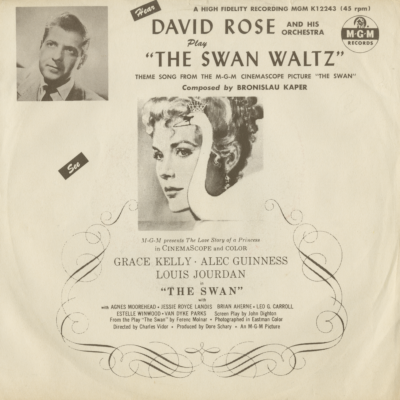 A HIGH FIDELITY RECORDING MGM K12243 (45 rpm)
Hear
DAVID ROSE AND HIS ORCHESTRA
M-G-M
RECORDS
Play
"THE SWAN WALTZ"
THEME SONG FROM THE M-G-M CINEMASCOPE PICTURE "THE SWAN"
Composed by BRONISLAU KAPER
See
M-G-M presents The Love Story of a Princess
in CINEMASCOPE and COLOR
GRACE KELLY · ALEC GUINNESS
LOUIS JOURDAN
in
"THE SWAN"
with
with AGNES MOOREHEAD · JESSIE ROYCE LANDIS BRIAN AHERNE · LEO G. CARROLL
ESTELLE WINWOOD · VAN DYKE PARKS Screen Play by John Dighton
From the Play "The Swan" by Ferenc Molnar · Photographed in Eastman Color
Directed by Charles Vidor · Produced by Dore Schary · An M-G-M Picture